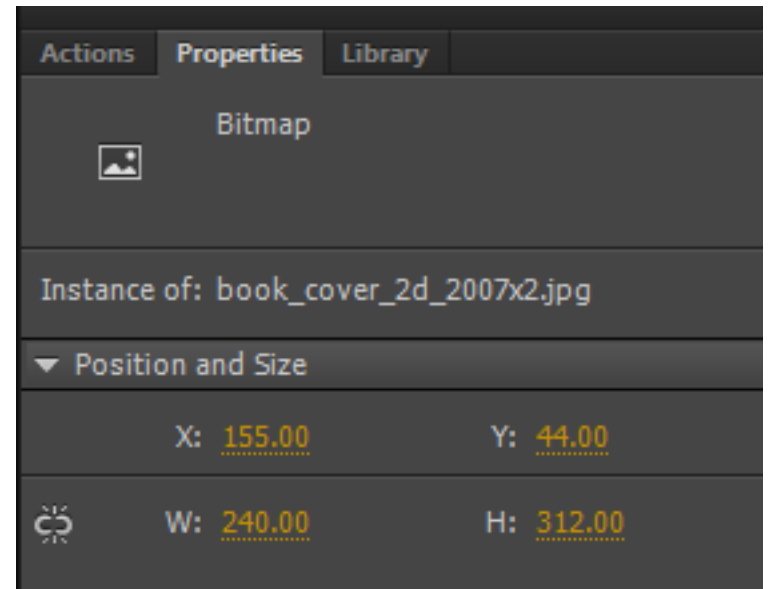 Actions Properties Library
Bitmap
Instance of: book_cover_2d_2007x2.jpg
Position and Size
X: 155.00 Y: 44.00
W: 240.00 H: 312.00